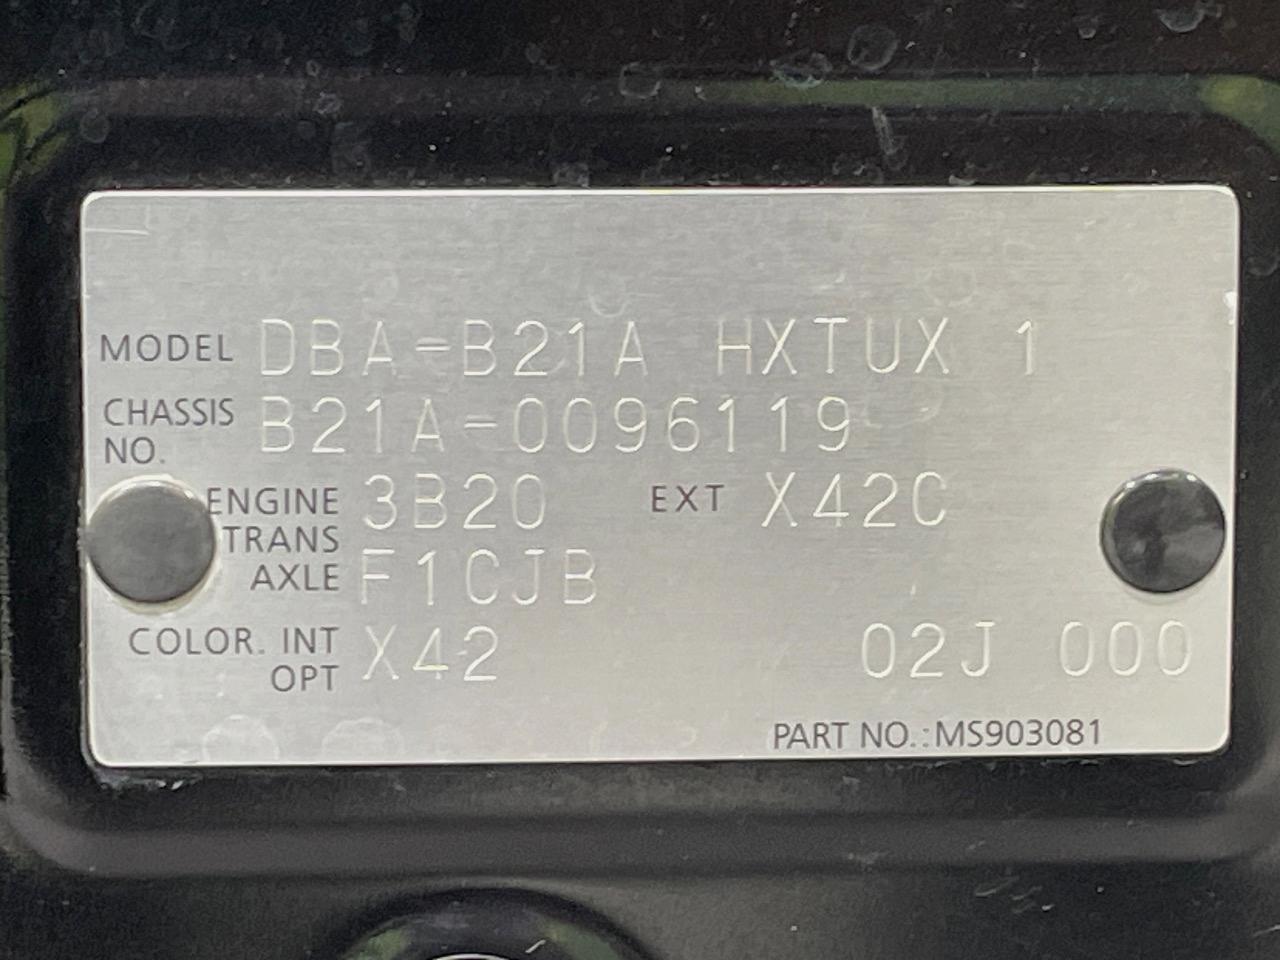 MODEL DBA-B21A HXTUX 1
CHASSIS NO. B21A-0096119
ENGINE 3B20 EXT X42C
TRANS AXLE F1CJB
COLOR. INT OPT X42 02J 000
PART NO.:MS903081